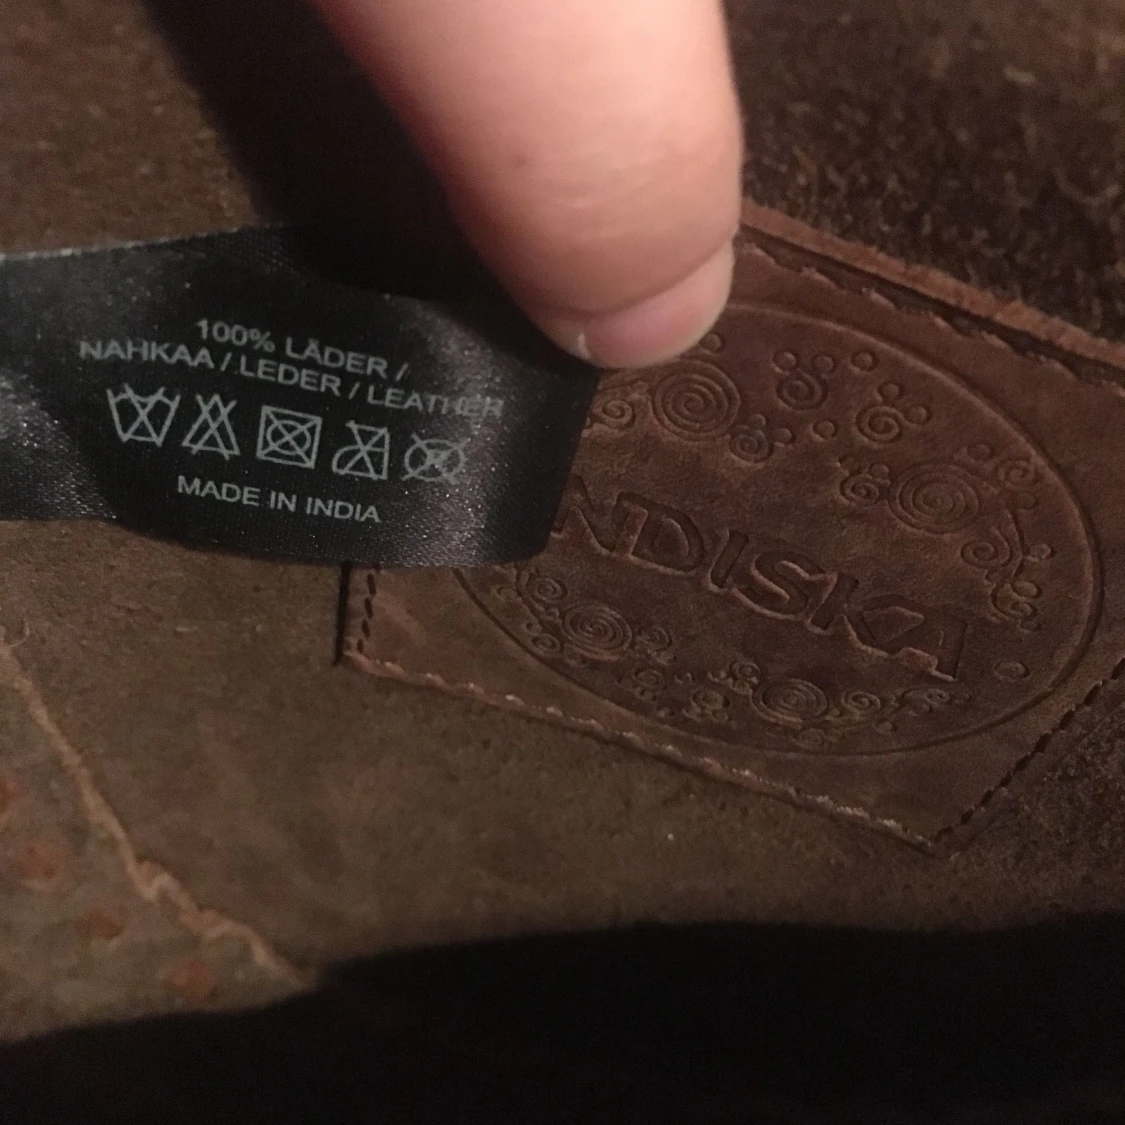 100% LÄDER /
NAHKAA / LEDER / LEATHER
MADE IN INDIA
NDISKA